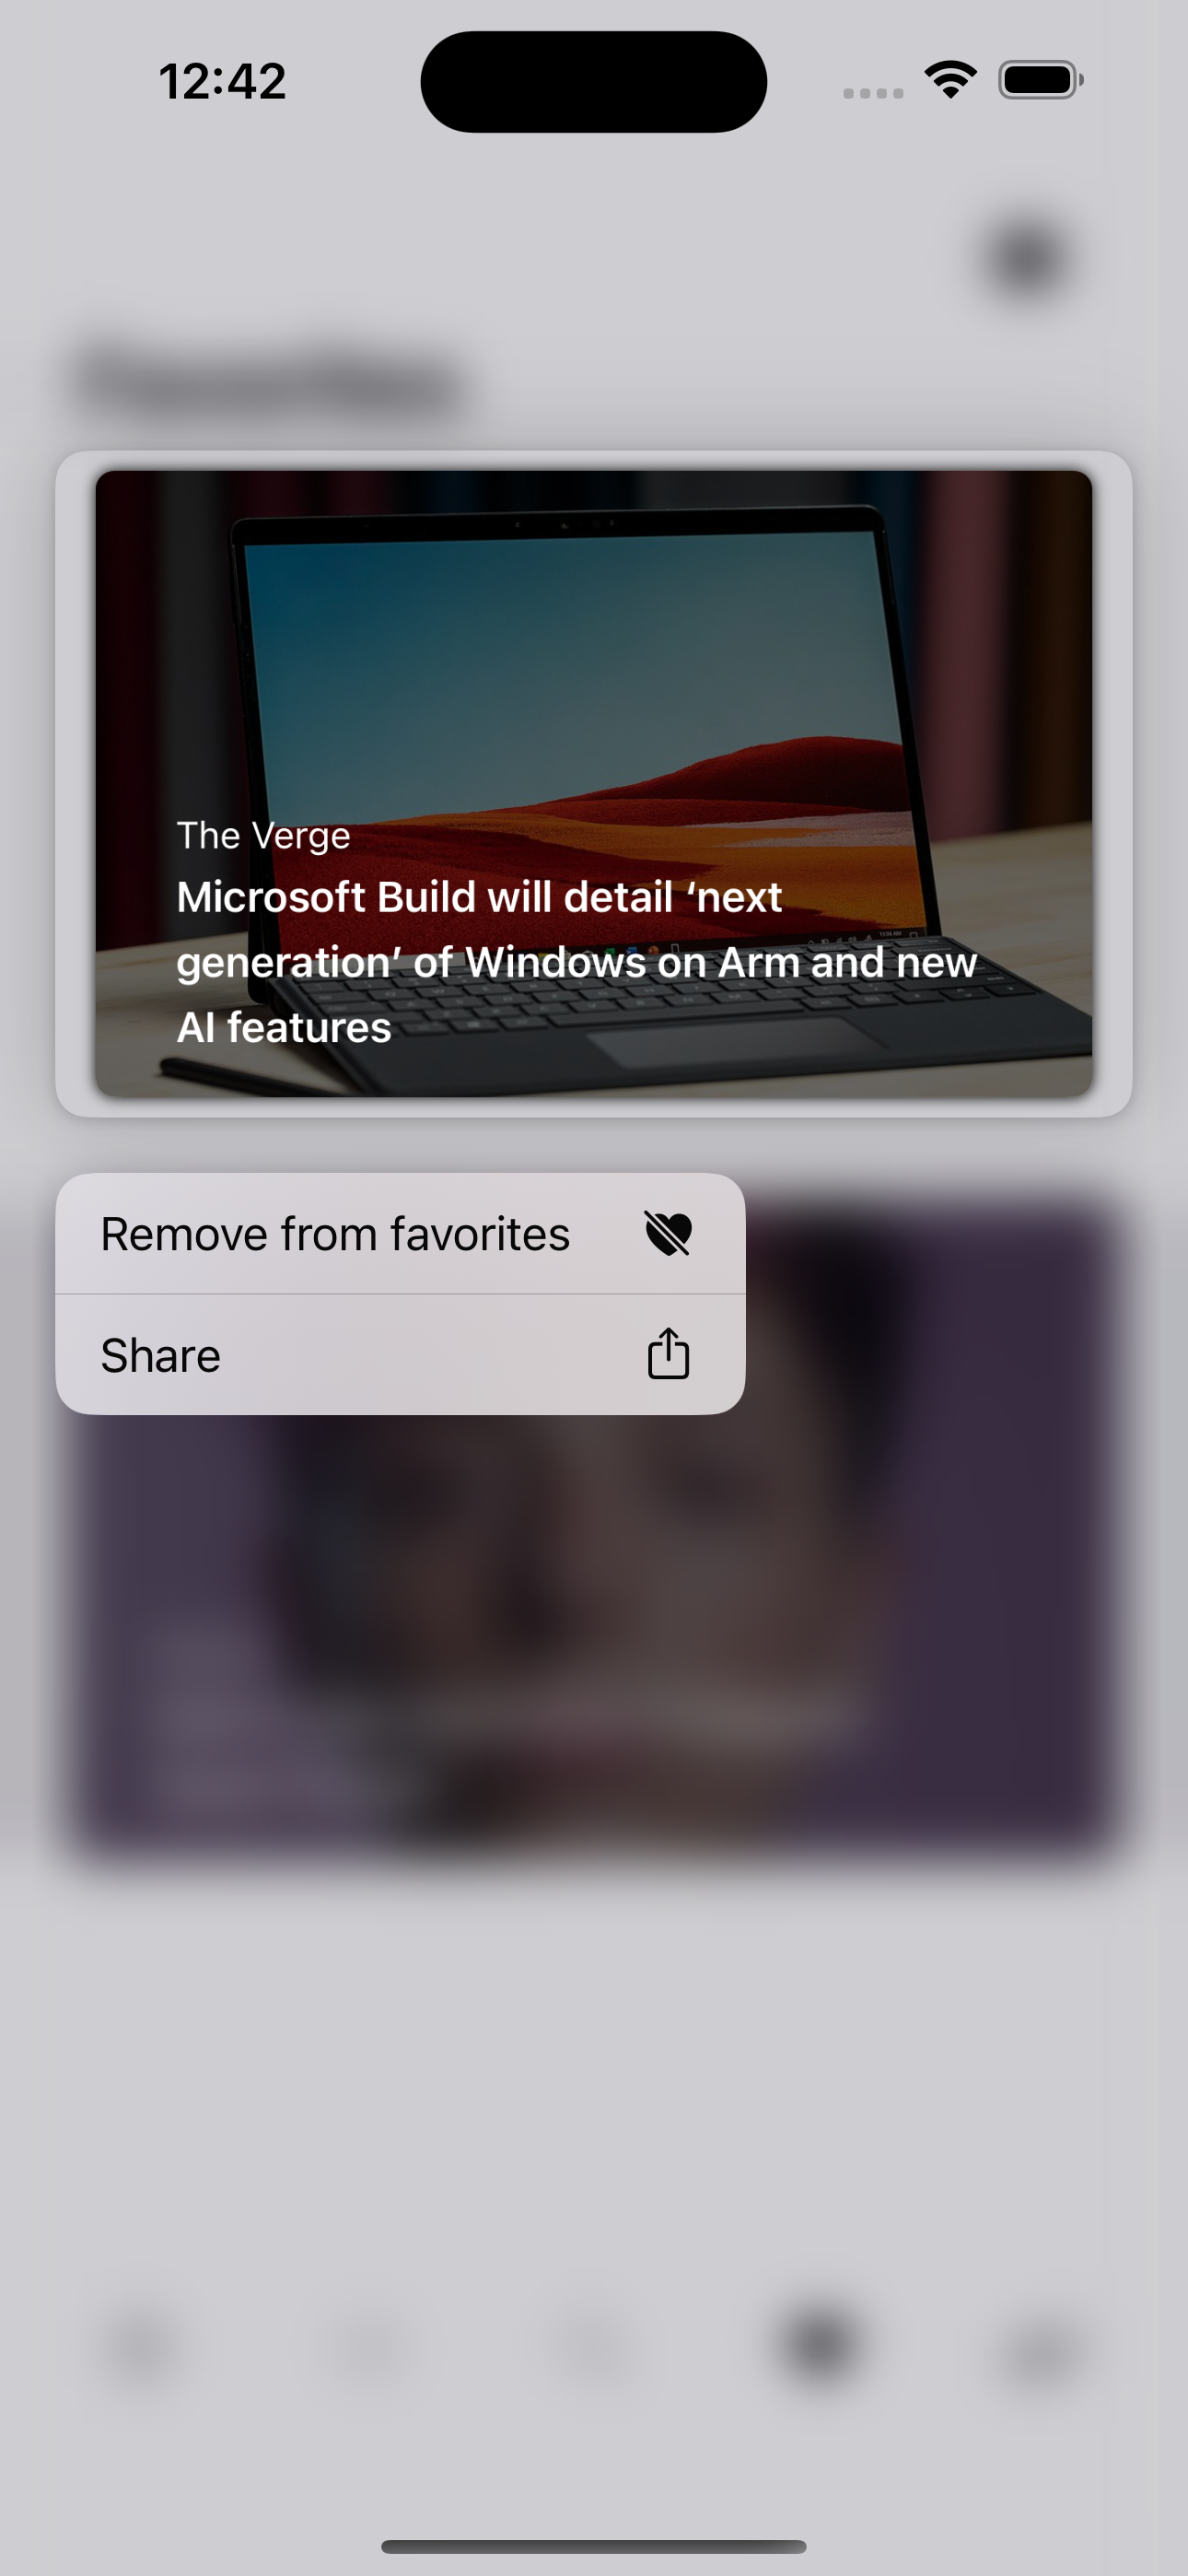 12:42
The Verge
Microsoft Build will detail ‘next
generation’ of Windows on Arm and new
AI features
Remove from favorites
Share